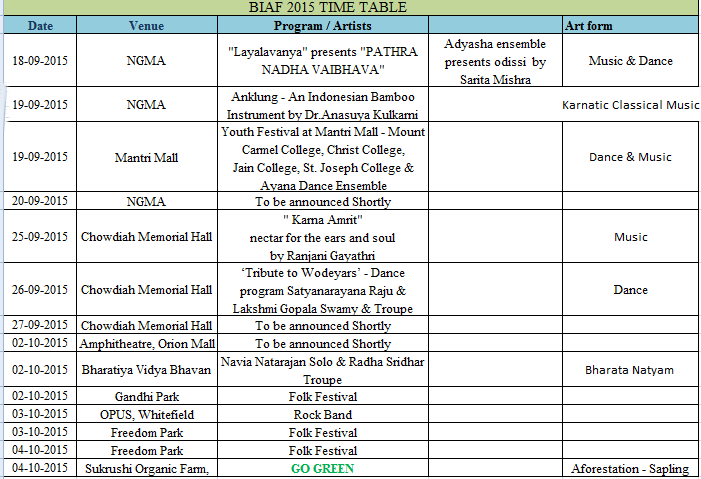 BIAF 2015 TIME TABLE
Date Venue Program / Artists Art form
18-09-2015 NGMA "Layalavanya" presents "PATHRA
NADHA VAIBHAVA" Adyasha ensemble
presents odissi by
Sarita Mishra Music & Dance
19-09-2015 NGMA Anklung - An Indonesian Bamboo
Instrument by Dr.Anasuya Kulkarni Karnatic Classical Music
19-09-2015 Mantri Mall Youth Festival at Mantri Mall - Mount
Carmel College, Christ College,
Jain College, St. Joseph College &
Ayana Dance Ensemble Dance & Music
20-09-2015 NGMA To be announced Shortly
25-09-2015 Chowdiah Memorial Hall " Karna Amrit"
nectar for the ears and soul
by Ranjani Gayathri Music
26-09-2015 Chowdiah Memorial Hall ‘Tribute to Wodeyars’ - Dance
program Satyanarayana Raju &
Lakshmi Gopala Swamy & Troupe Dance
27-09-2015 Chowdiah Memorial Hall To be announced Shortly
02-10-2015 Amphitheatre, Orion Mall To be announced Shortly
02-10-2015 Bharatiya Vidya Bhavan Navia Natarajan Solo & Radha Sridhar
Troupe Bharata Natyam
02-10-2015 Gandhi Park Folk Festival
03-10-2015 OPUS, Whitefield Rock Band
03-10-2015 Freedom Park Folk Festival
04-10-2015 Freedom Park Folk Festival
04-10-2015 Sukrushi Organic Farm, GO GREEN Aforestation - Sapling